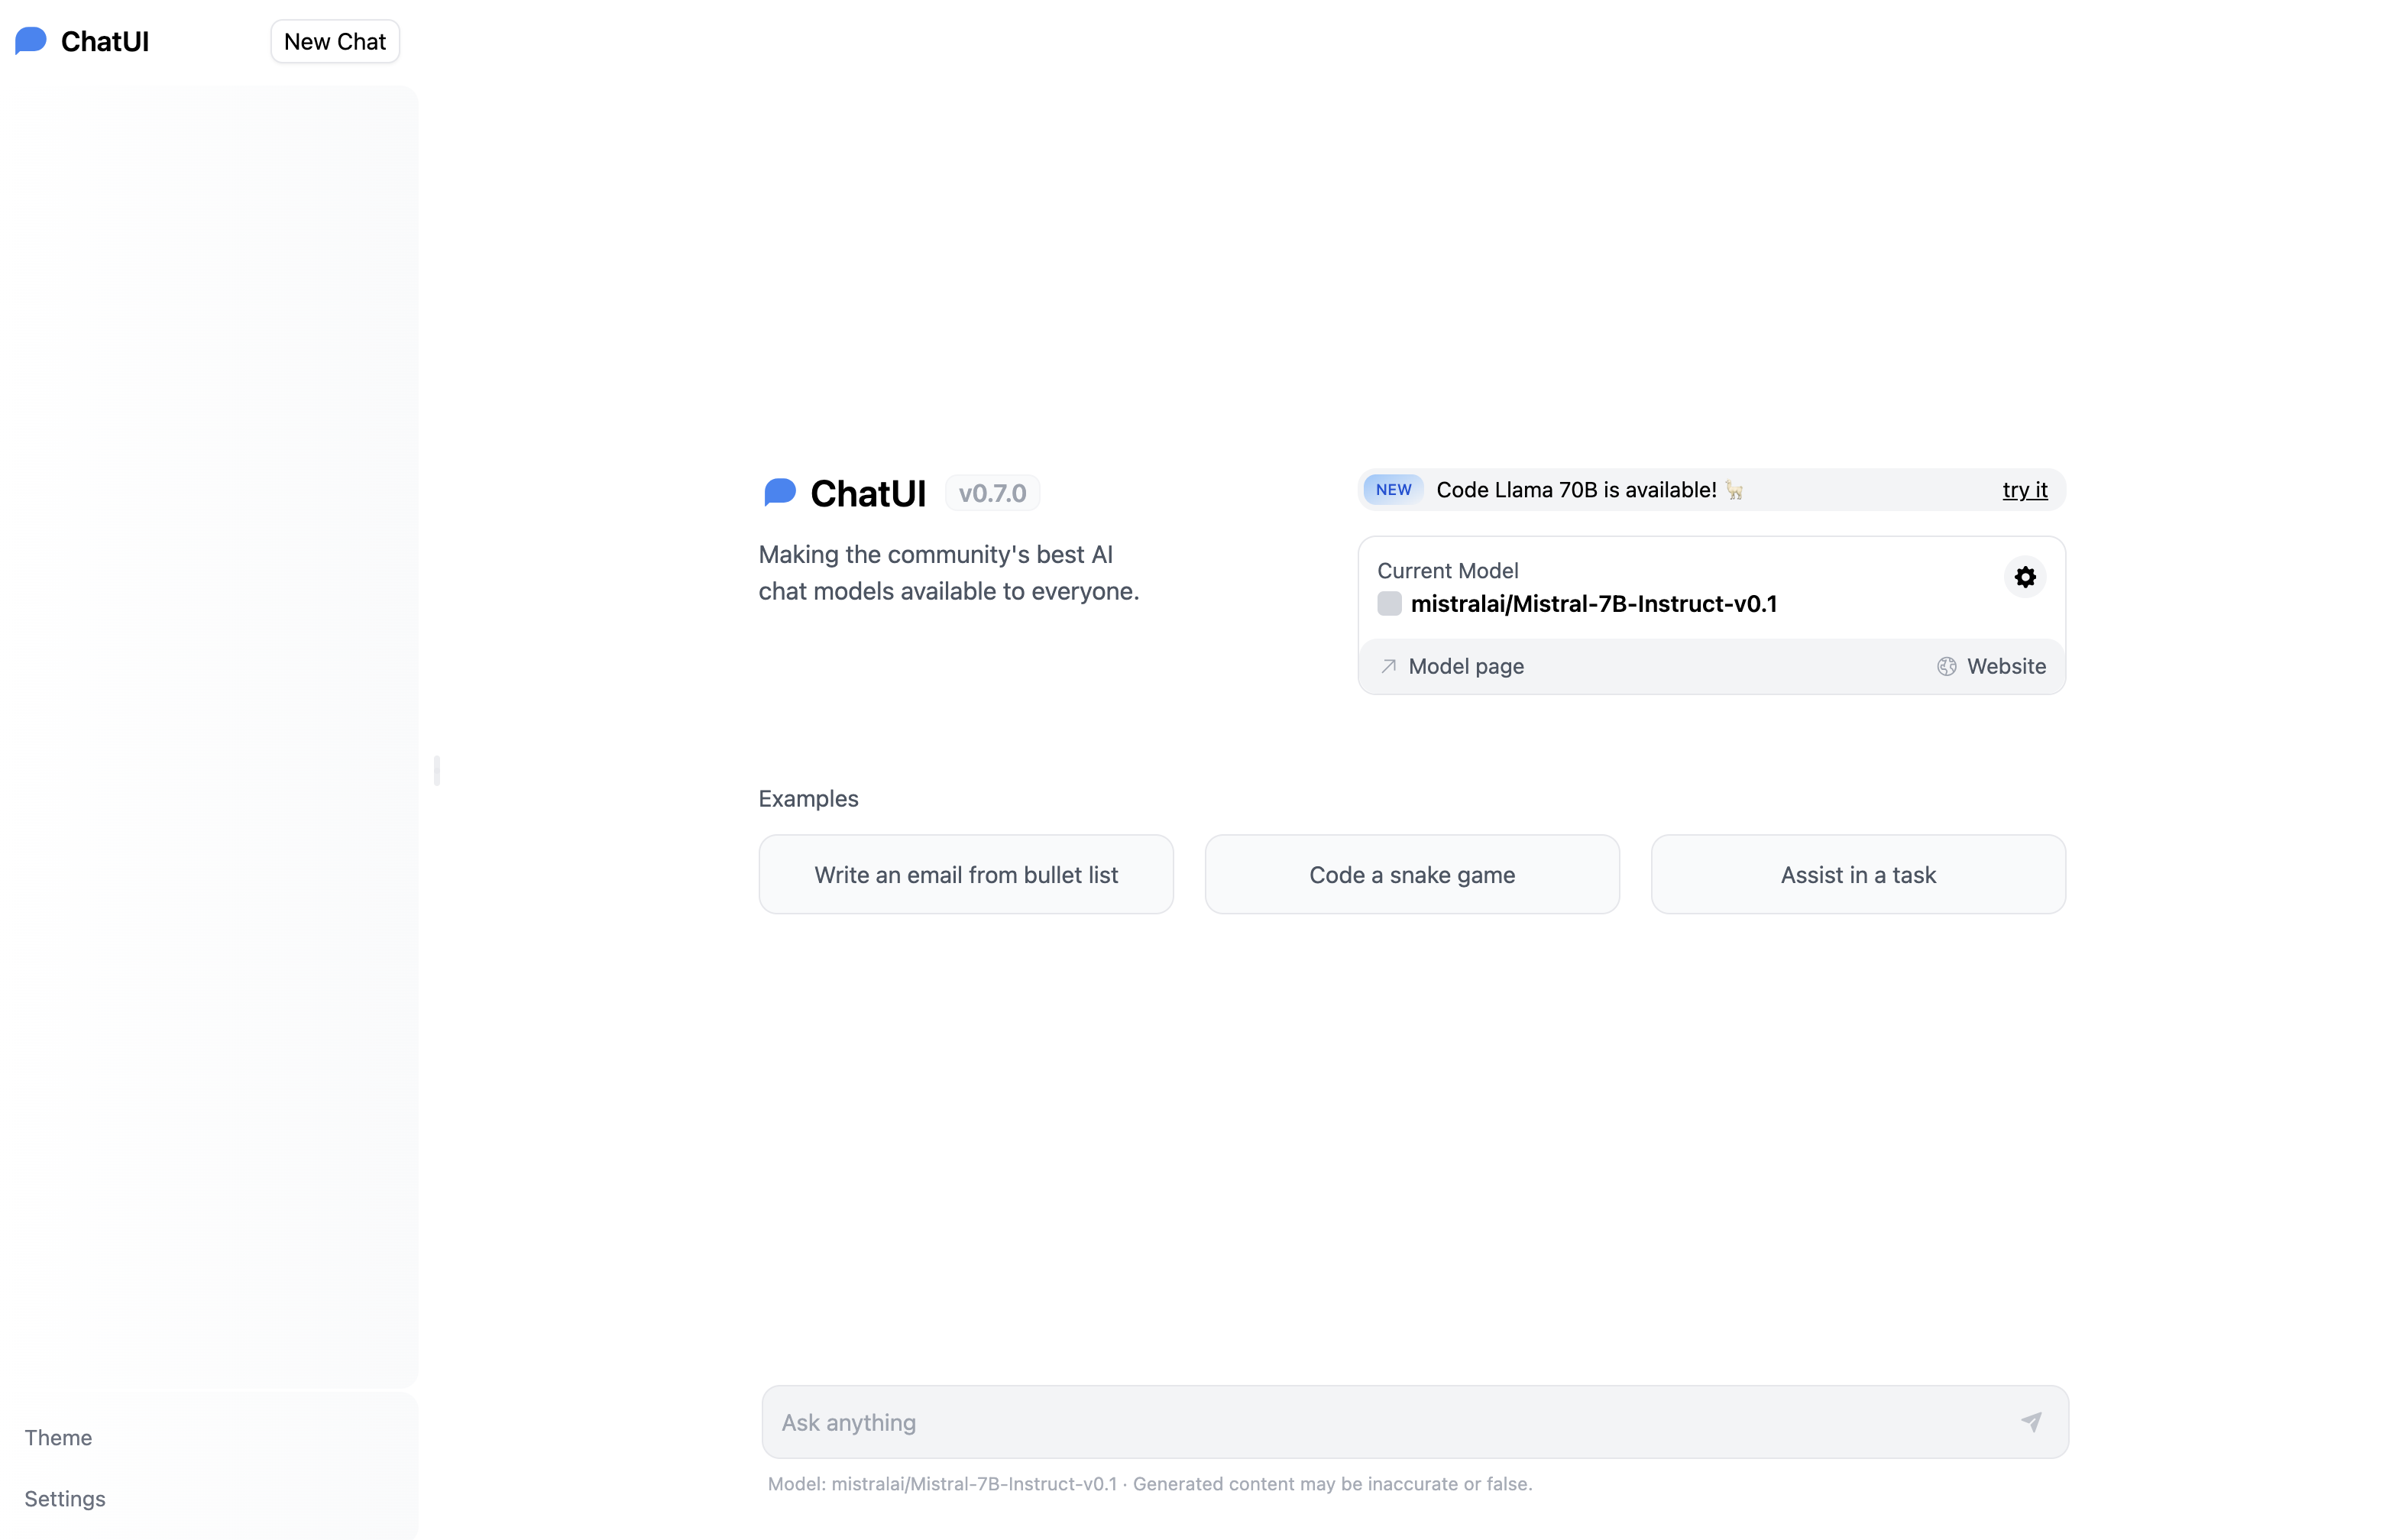 ChatUI
New Chat
ChatUI v0.7.0
Making the community's best AI
chat models available to everyone.
NEW Code Llama 70B is available! 🦙 try it
Current Model
mistralai/Mistral-7B-Instruct-v0.1
Model page
Website
Examples
Write an email from bullet list
Code a snake game
Assist in a task
Ask anything
Model: mistralai/Mistral-7B-Instruct-v0.1 · Generated content may be inaccurate or false.
Theme
Settings